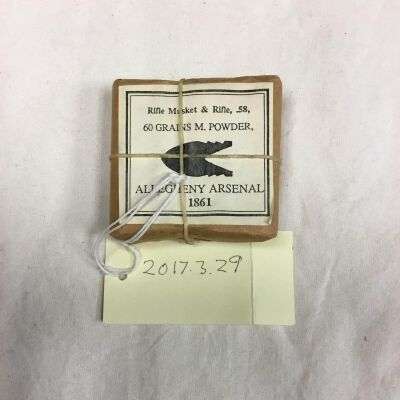 Rifle Musket & Rifle, .58,
60 GRAINS M. POWDER,
ALLEGHENY ARSENAL
1861
2017.3.29